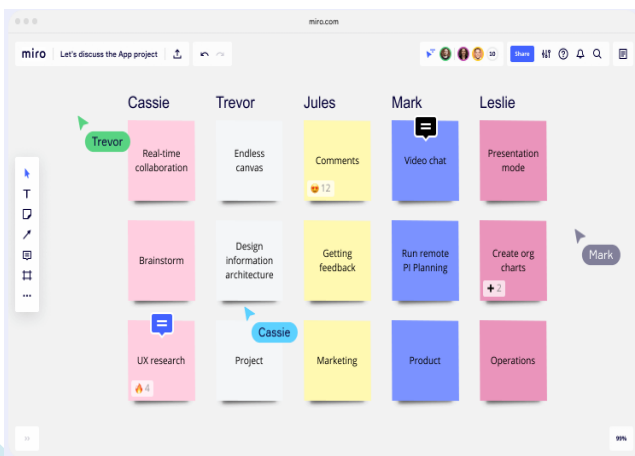 miro.com
miro
Let's discuss the App project
10
Share
Cassie
Trevor
Jules
Mark
Leslie
Trevor
Real-time
collaboration
Endless
canvas
Comments
12
Video chat
Presentation
mode
T
Brainstorm
Design
information
architecture
Getting
feedback
Run remote
PI Planning
Create org
charts
+ 2
Mark
Cassie
UX research
4
Project
Marketing
Product
Operations
99%